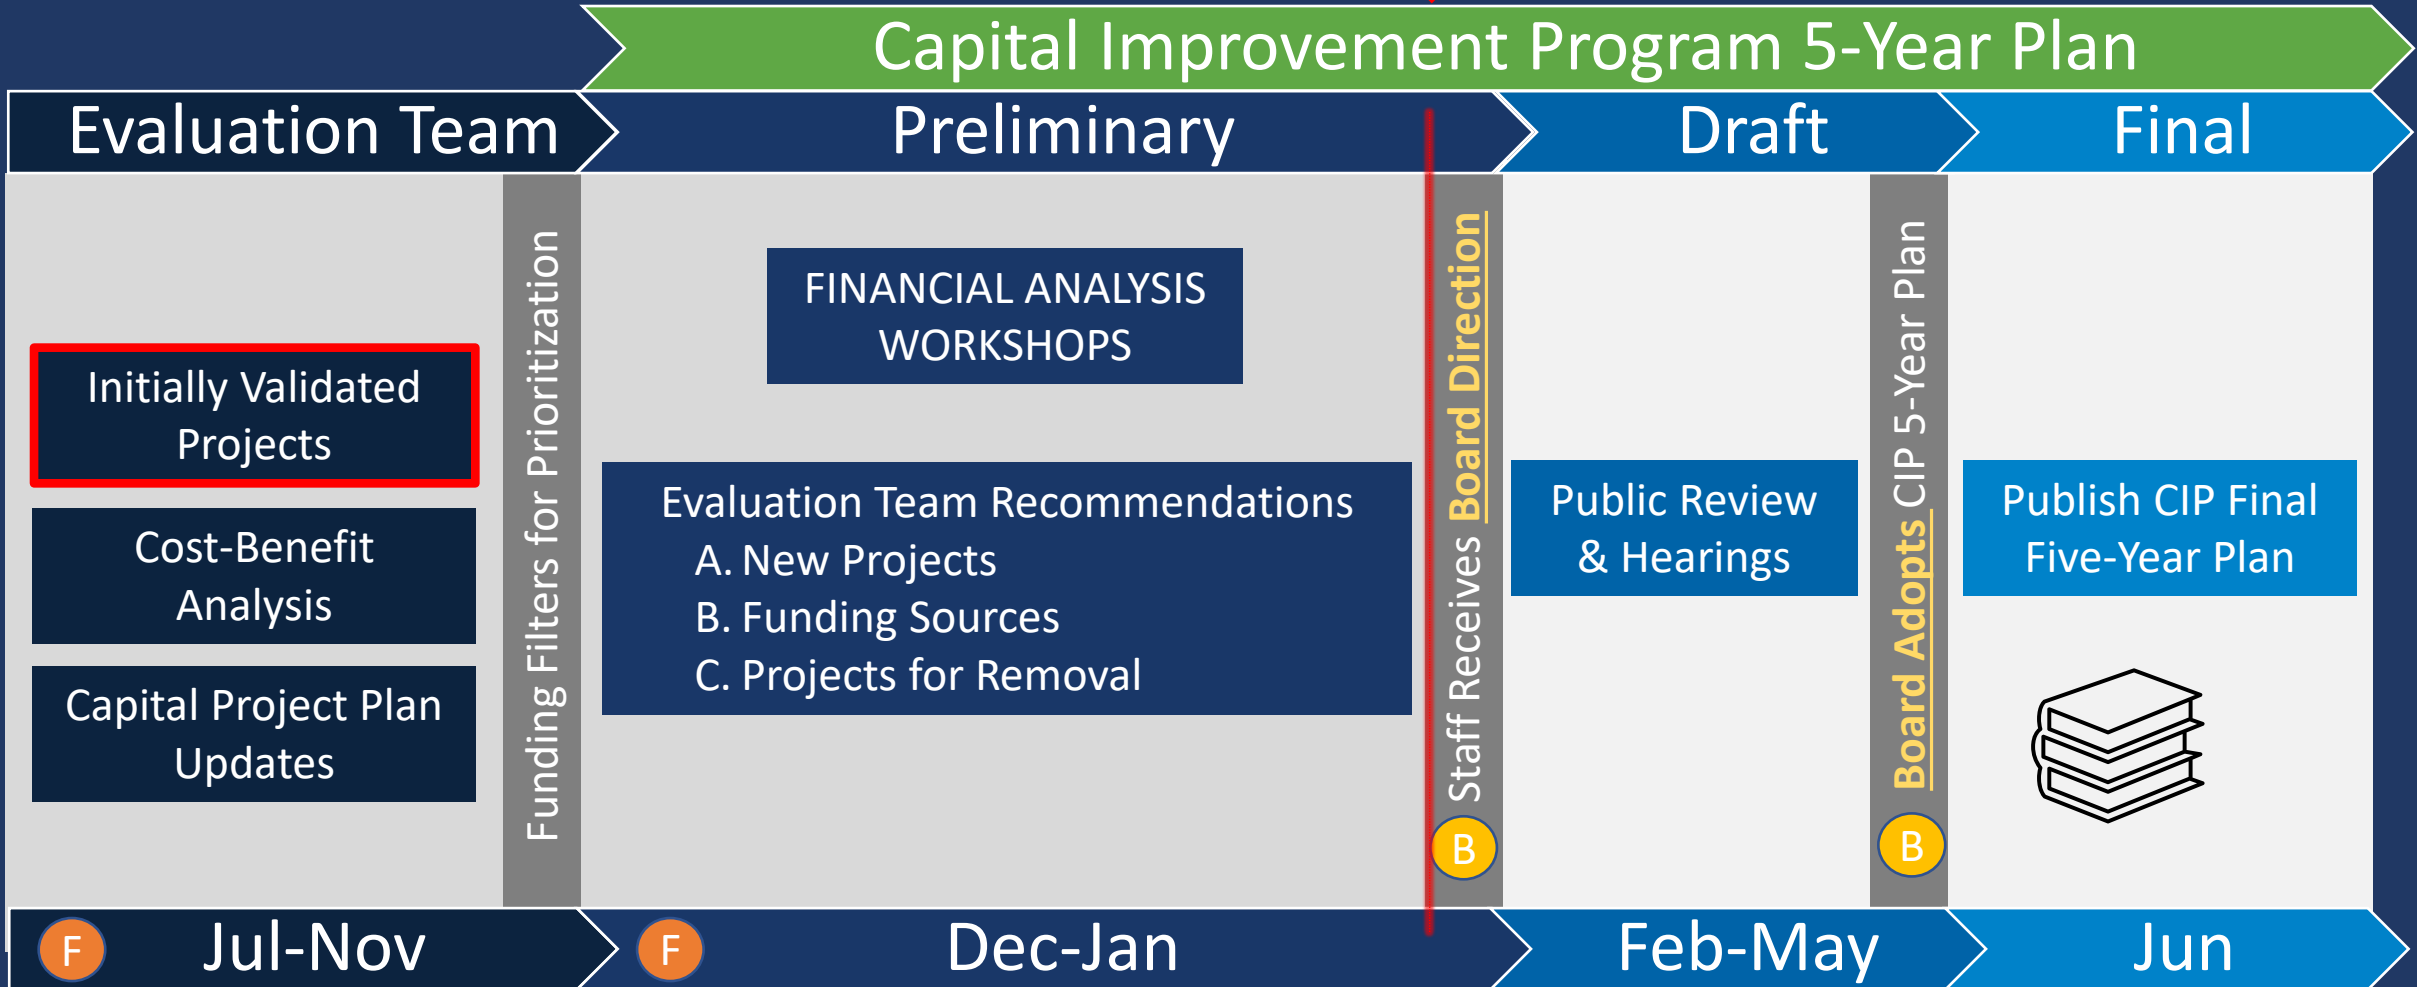 Capital Improvement Program 5-Year Plan
Evaluation Team
Preliminary
Draft
Final
Initially Validated
Projects
Cost-Benefit
Analysis
Capital Project Plan
Updates
Funding Filters for Prioritization
FINANCIAL ANALYSIS
WORKSHOPS
Evaluation Team Recommendations
A. New Projects
B. Funding Sources
C. Projects for Removal
Staff Receives Board Direction
B
Public Review
& Hearings
Board Adopts CIP 5-Year Plan
B
Publish CIP Final
Five-Year Plan
F
Jul-Nov
F
Dec-Jan
Feb-May
Jun